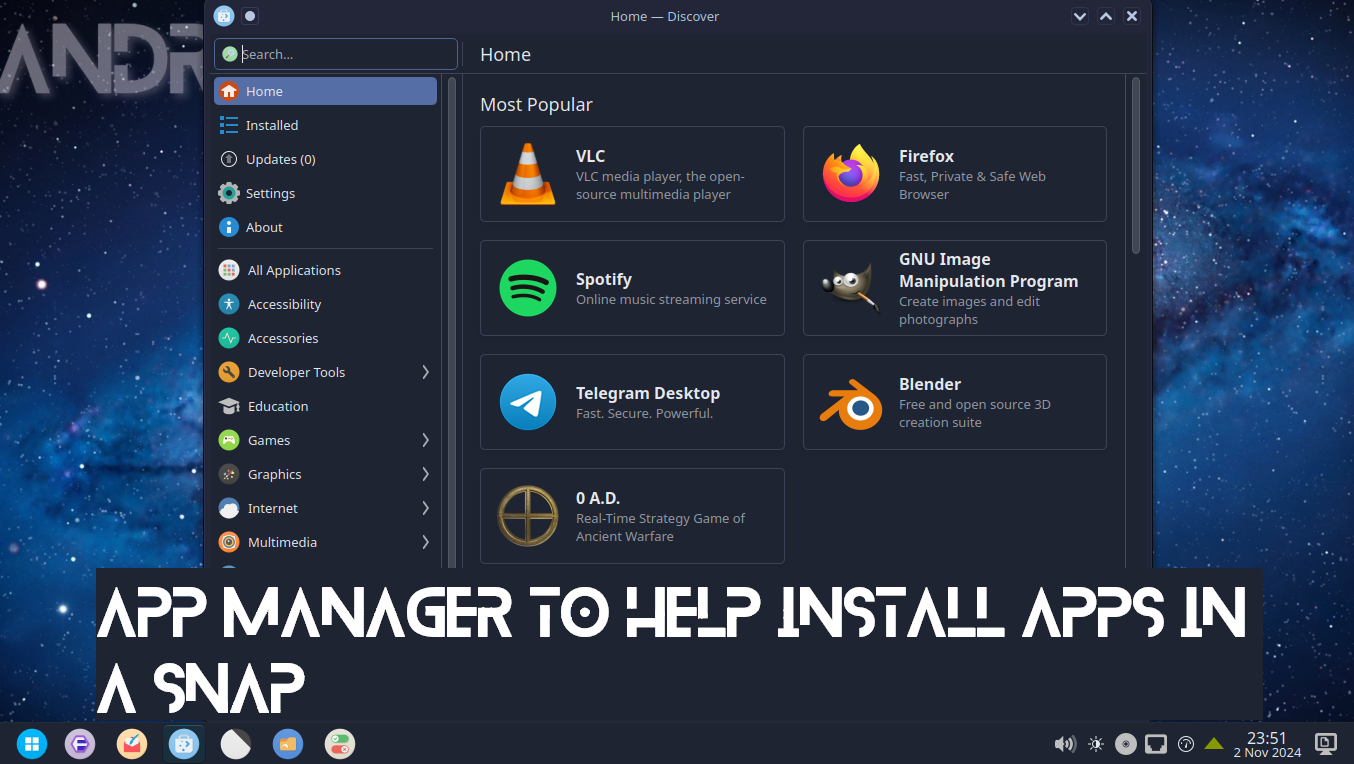 Home — Discover
ANDR
Search...
Home
Home
Installed
Updates (0)
Settings
About
All Applications
Accessibility
Accessories
Developer Tools
Education
Games
Graphics
Internet
Multimedia
Most Popular
VLC
VLC media player, the open-
source multimedia player
Firefox
Fast, Private & Safe Web
Browser
Spotify
Online music streaming service
GNU Image
Manipulation Program
Create images and edit
photographs
Telegram Desktop
Fast. Secure. Powerful.
Blender
Free and open source 3D
creation suite
0 A.D.
Real-Time Strategy Game of
Ancient Warfare
APP MANAGER TO HELP INSTALL APPS IN
A SNAP
23:51
2 Nov 2024